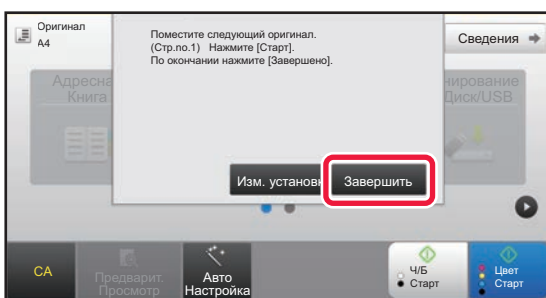 Оригинал
A4
Поместите следующий оригинал.
(Стр.no.1) Нажмите [Старт].
По окончании нажмите [Завершено].
Сведения
Адресна
Книга
нирование
Диск/USB
Изм. установк
Завершить
CA
Предварит.
Просмотр
Авто
Настройка
Ч/Б
Старт
Цвет
Старт